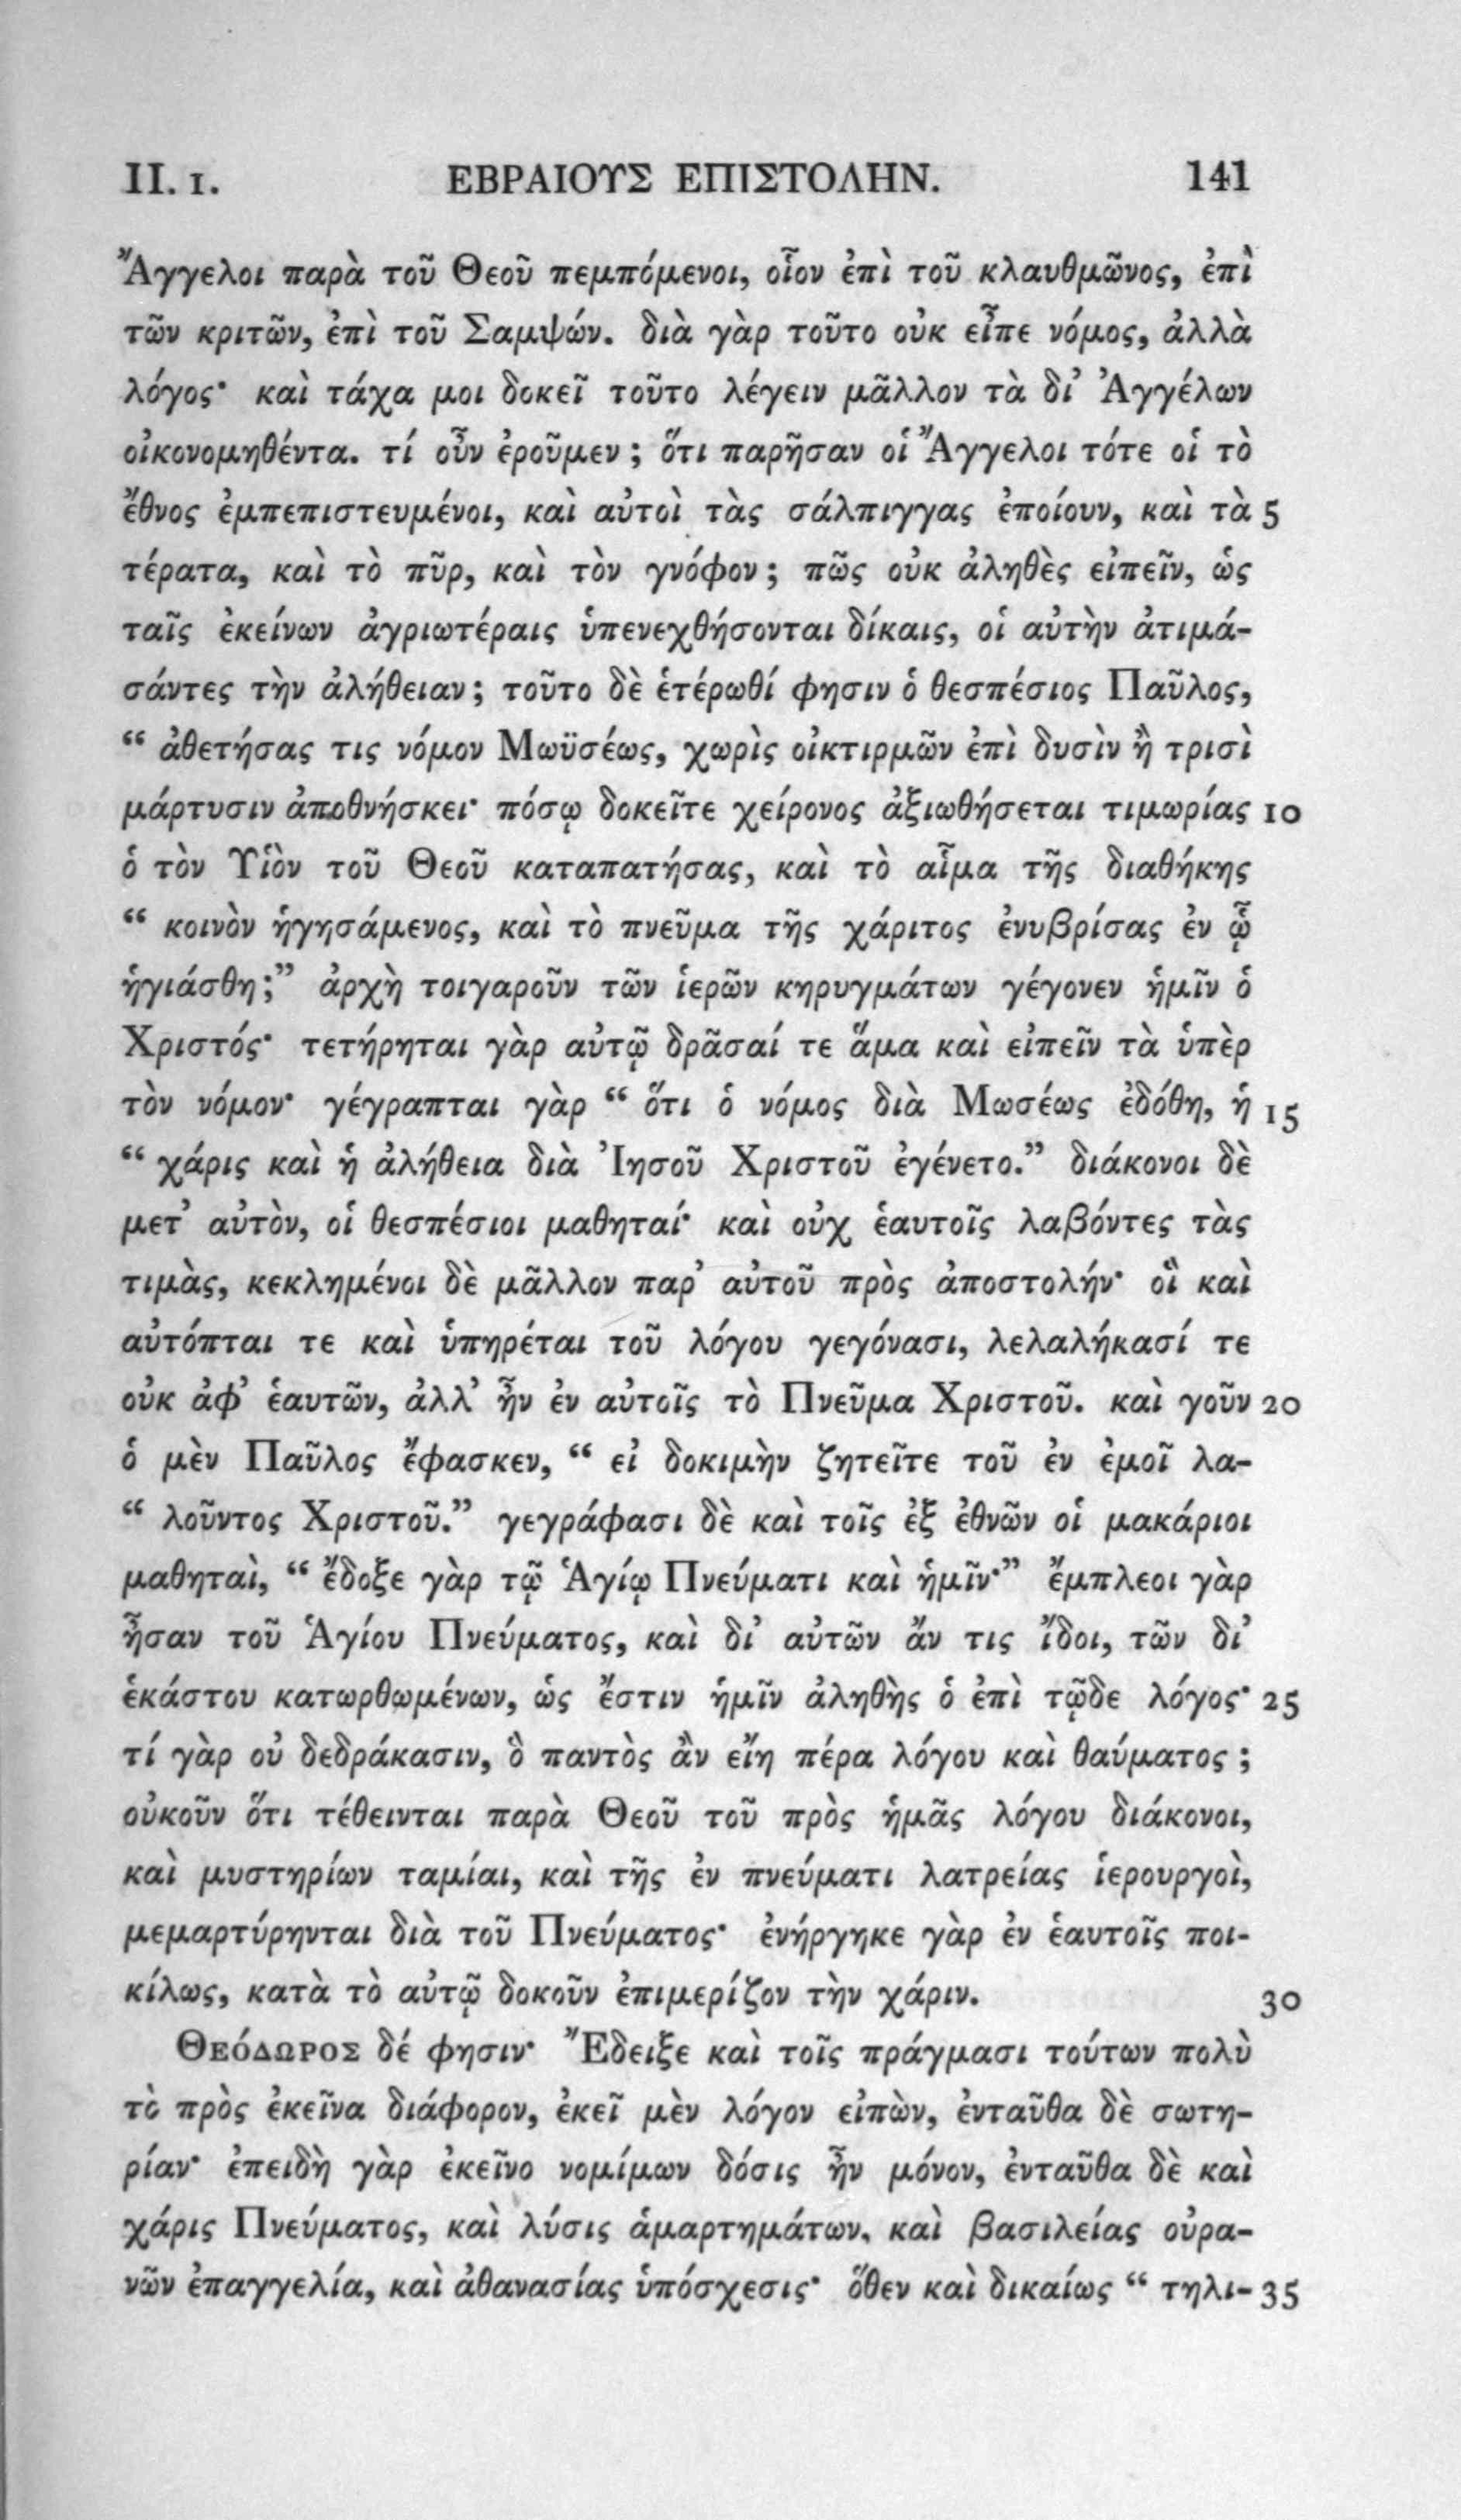 II. 1. ΕΒΡΑΙΟΥΣ ΕΠΙΣΤΟΛΗΝ. 141
Ἄγγελοι παρὰ τοῦ Θεοῦ πεμπόμενοι, οἷον ἐπὶ τοῦ κλαυθμῶνος, ἐπὶ
τῶν κριτῶν, ἐπὶ τοῦ Σαμψών. διὰ γὰρ τοῦτο οὐκ εἶπε νόμος, ἀλλὰ
λόγος· καὶ τάχα μοι δοκεῖ τοῦτο λέγειν μᾶλλον τὰ δι’ Ἀγγέλων
οἰκονομηθέντα. τί οὖν ἐροῦμεν ; ὅτι παρῆσαν οἱ Ἄγγελοι τότε οἱ τὸ
ἔθνος ἐμπεπιστευμένοι, καὶ αὐτοὶ τὰς σάλπιγγας ἐποίουν, καὶ τὰ 5
τέρατα, καὶ τὸ πῦρ, καὶ τὸν γνόφον ; πῶς οὐκ ἀληθὲς εἰπεῖν, ὡς
ταῖς ἐκείνων ἀγριωτέραις ὑπενεχθήσονται δίκαις, οἱ αὐτὴν ἀτιμά-
σάντες τὴν ἀλήθειαν ; τοῦτο δὲ ἑτέρωθί φησιν ὁ θεσπέσιος Παῦλος,
“ ἀθετήσας τις νόμον Μωϋσέως, χωρὶς οἰκτιρμῶν ἐπὶ δυσὶν ἢ τρισὶ
μάρτυσιν ἀποθνήσκει· πόσῳ δοκεῖτε χείρονος ἀξιωθήσεται τιμωρίας 10
ὁ τὸν Υἱὸν τοῦ Θεοῦ καταπατήσας, καὶ τὸ αἷμα τῆς διαθήκης
“ κοινὸν ἡγησάμενος, καὶ τὸ πνεῦμα τῆς χάριτος ἐνυβρίσας ἐν ᾧ
ἡγιάσθη ;” ἀρχὴ τοιγαροῦν τῶν ἱερῶν κηρυγμάτων γέγονεν ἡμῖν ὁ
Χριστός· τετήρηται γὰρ αὐτῷ δρᾶσαί τε ἅμα καὶ εἰπεῖν τὰ ὑπὲρ
τὸν νόμον· γέγραπται γὰρ “ ὅτι ὁ νόμος διὰ Μωσέως ἐδόθη, ἡ 15
“ χάρις καὶ ἡ ἀλήθεια διὰ Ἰησοῦ Χριστοῦ ἐγένετο.” διάκονοι δὲ
μετ’ αὐτὸν, οἱ θεσπέσιοι μαθηταί· καὶ οὐχ ἑαυτοῖς λαβόντες τὰς
τιμὰς, κεκλημένοι δὲ μᾶλλον παρ’ αὐτοῦ πρὸς ἀποστολήν· οἳ καὶ
αὐτόπται τε καὶ ὑπηρέται τοῦ λόγου γεγόνασι, λελαλήκασί τε
οὐκ ἀφ’ ἑαυτῶν, ἀλλ’ ἦν ἐν αὐτοῖς τὸ Πνεῦμα Χριστοῦ. καὶ γοῦν 20
ὁ μὲν Παῦλος ἔφασκεν, “ εἰ δοκιμὴν ζητεῖτε τοῦ ἐν ἐμοῖ λα-
“ λοῦντος Χριστοῦ.” γεγράφασι δὲ καὶ τοῖς ἐξ ἐθνῶν οἱ μακάριοι
μαθηταὶ, “ ἔδοξε γὰρ τῷ Ἁγίῳ Πνεύματι καὶ ἡμῖν·” ἔμπλεοι γὰρ
ἦσαν τοῦ Ἁγίου Πνεύματος, καὶ δι’ αὐτῶν ἄν τις ἴδοι, τῶν δι’
ἑκάστου κατωρθωμένων, ὡς ἔστιν ἡμῖν ἀληθὴς ὁ ἐπὶ τῷδε λόγος· 25
τί γὰρ οὐ δεδράκασιν, ὃ παντὸς ἂν εἴη πέρα λόγου καὶ θαύματος ;
οὐκοῦν ὅτι τέθεινται παρὰ Θεοῦ τοῦ πρὸς ἡμᾶς λόγου διάκονοι,
καὶ μυστηρίων ταμίαι, καὶ τῆς ἐν πνεύματι λατρείας ἱερουργοὶ,
μεμαρτύρηνται διὰ τοῦ Πνεύματος· ἐνήργηκε γὰρ ἐν ἑαυτοῖς ποι-
κίλως, κατὰ τὸ αὐτῷ δοκοῦν ἐπιμερίζον τὴν χάριν. 30
Θεόδωρος δέ φησιν· Ἔδειξε καὶ τοῖς πράγμασι τούτων πολὺ
τὸ πρὸς ἐκεῖνα διάφορον, ἐκεῖ μὲν λόγον εἰπὼν, ἐνταῦθα δὲ σωτη-
ρίαν· ἐπειδὴ γὰρ ἐκεῖνο νομίμων δόσις ἦν μόνον, ἐνταῦθα δὲ καὶ
χάρις Πνεύματος, καὶ λύσις ἁμαρτημάτων, καὶ βασιλείας οὐρα-
νῶν ἐπαγγελία, καὶ ἀθανασίας ὑπόσχεσις· ὅθεν καὶ δικαίως “ τηλι- 35